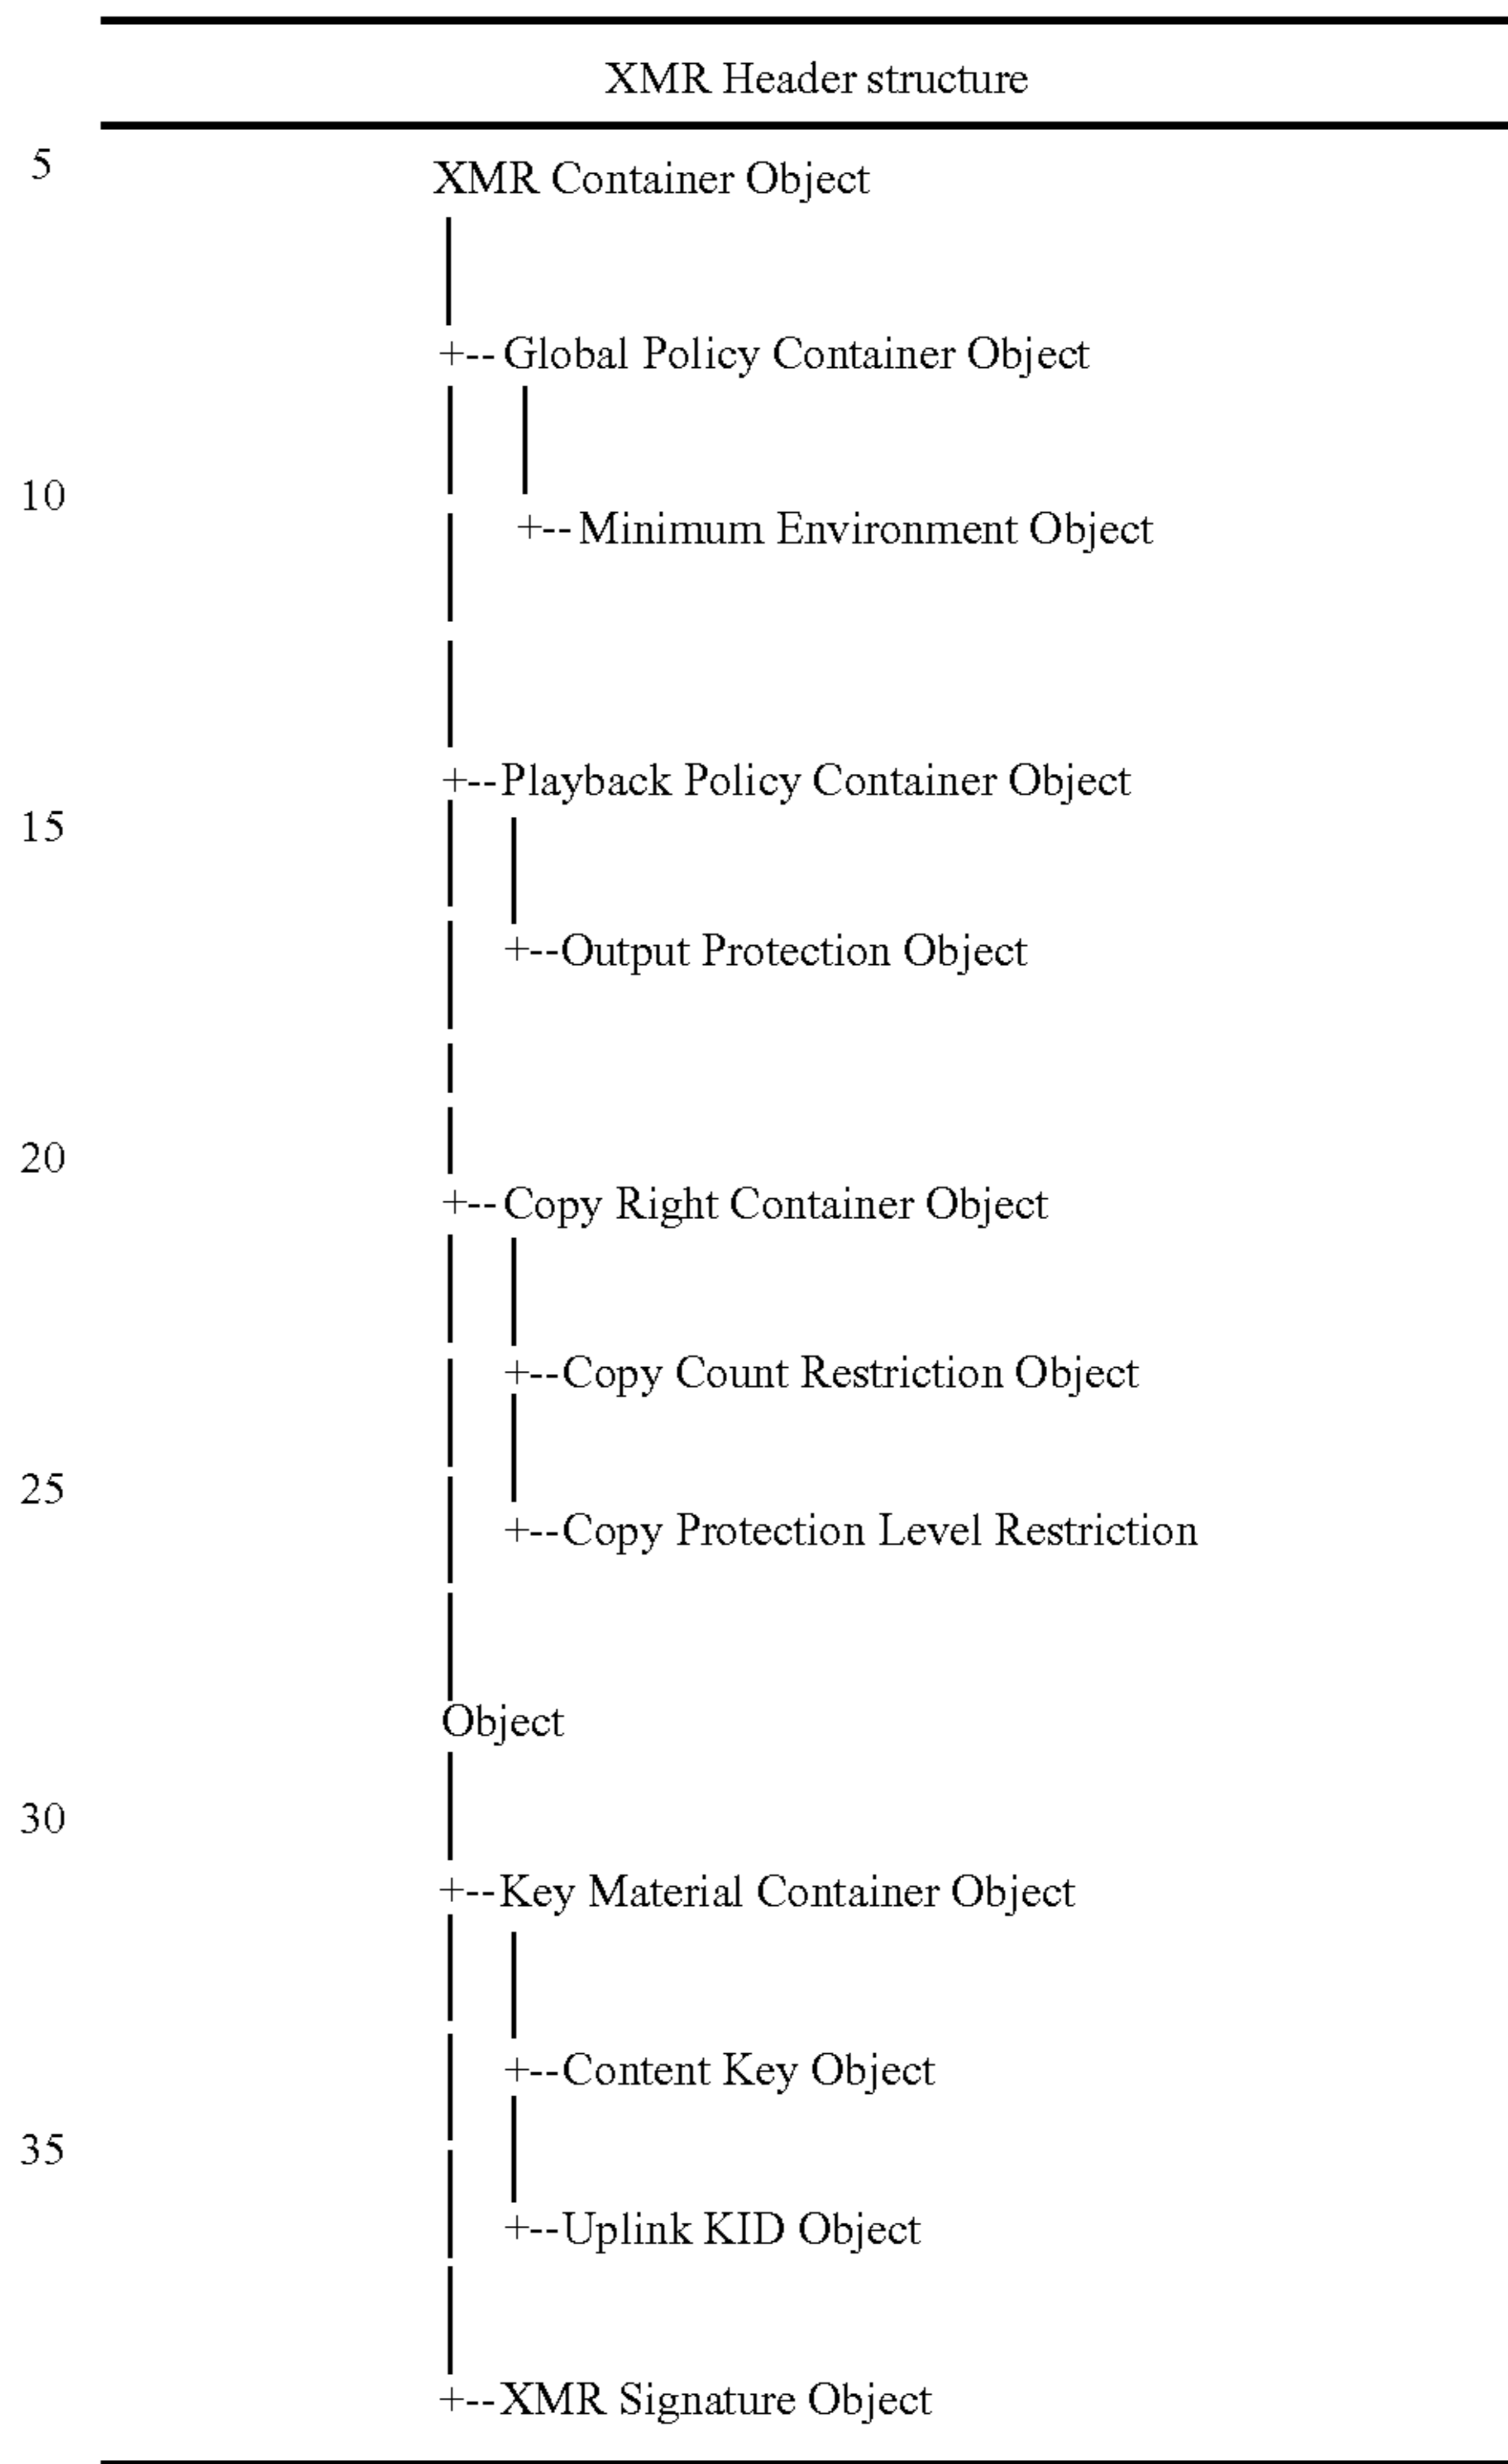 XMR Header structure
5
XMR Container Object
|
+-- Global Policy Container Object
| |
10
| +-- Minimum Environment Object
|
+--Playback Policy Container Object
15
| |
| +--Output Protection Object
|
|
20
+-- Copy Right Container Object
| |
| +--Copy Count Restriction Object
| |
25
| +--Copy Protection Level Restriction
|
Object
|
30
+--Key Material Container Object
| |
| +--Content Key Object
35
| |
| +--Uplink KID Object
|
+--XMR Signature Object